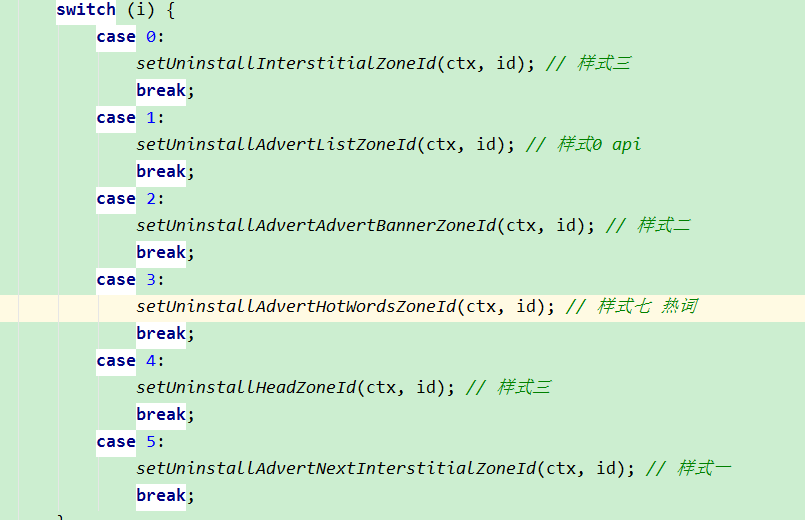 switch (i) {
case 0:
setUninstallInterstitialZoneId(ctx, id); // 样式三
break;
case 1:
setUninstallAdvertListZoneId(ctx, id); // 样式0 api
break;
case 2:
setUninstallAdvertAdvertBannerZoneId(ctx, id); // 样式二
break;
case 3:
setUninstallAdvertHotWordsZoneId(ctx, id); // 样式七 热词
break;
case 4:
setUninstallHeadZoneId(ctx, id); // 样式三
break;
case 5:
setUninstallAdvertNextInterstitialZoneId(ctx, id); // 样式一
break;
}